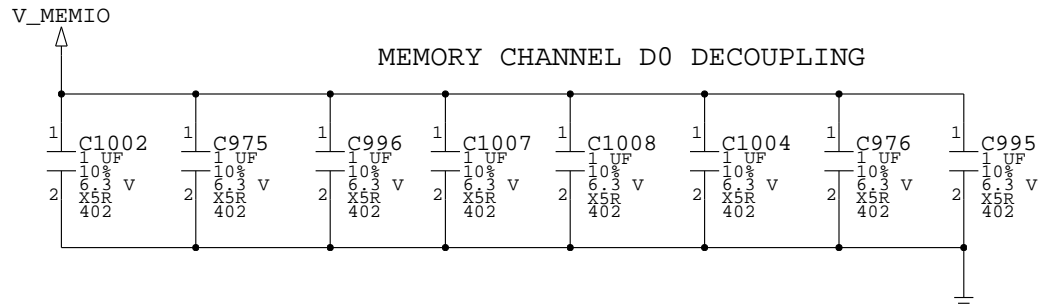 V_MEMIO
MEMORY CHANNEL D0 DECOUPLING
1
C1002
1 UF
10%
6.3 V
X5R
402
2
1
C975
1 UF
10%
6.3 V
X5R
402
2
1
C996
1 UF
10%
6.3 V
X5R
402
2
1
C1007
1 UF
10%
6.3 V
X5R
402
2
1
C1008
1 UF
10%
6.3 V
X5R
402
2
1
C1004
1 UF
10%
6.3 V
X5R
402
2
1
C976
1 UF
10%
6.3 V
X5R
402
2
1
C995
1 UF
10%
6.3 V
X5R
402
2